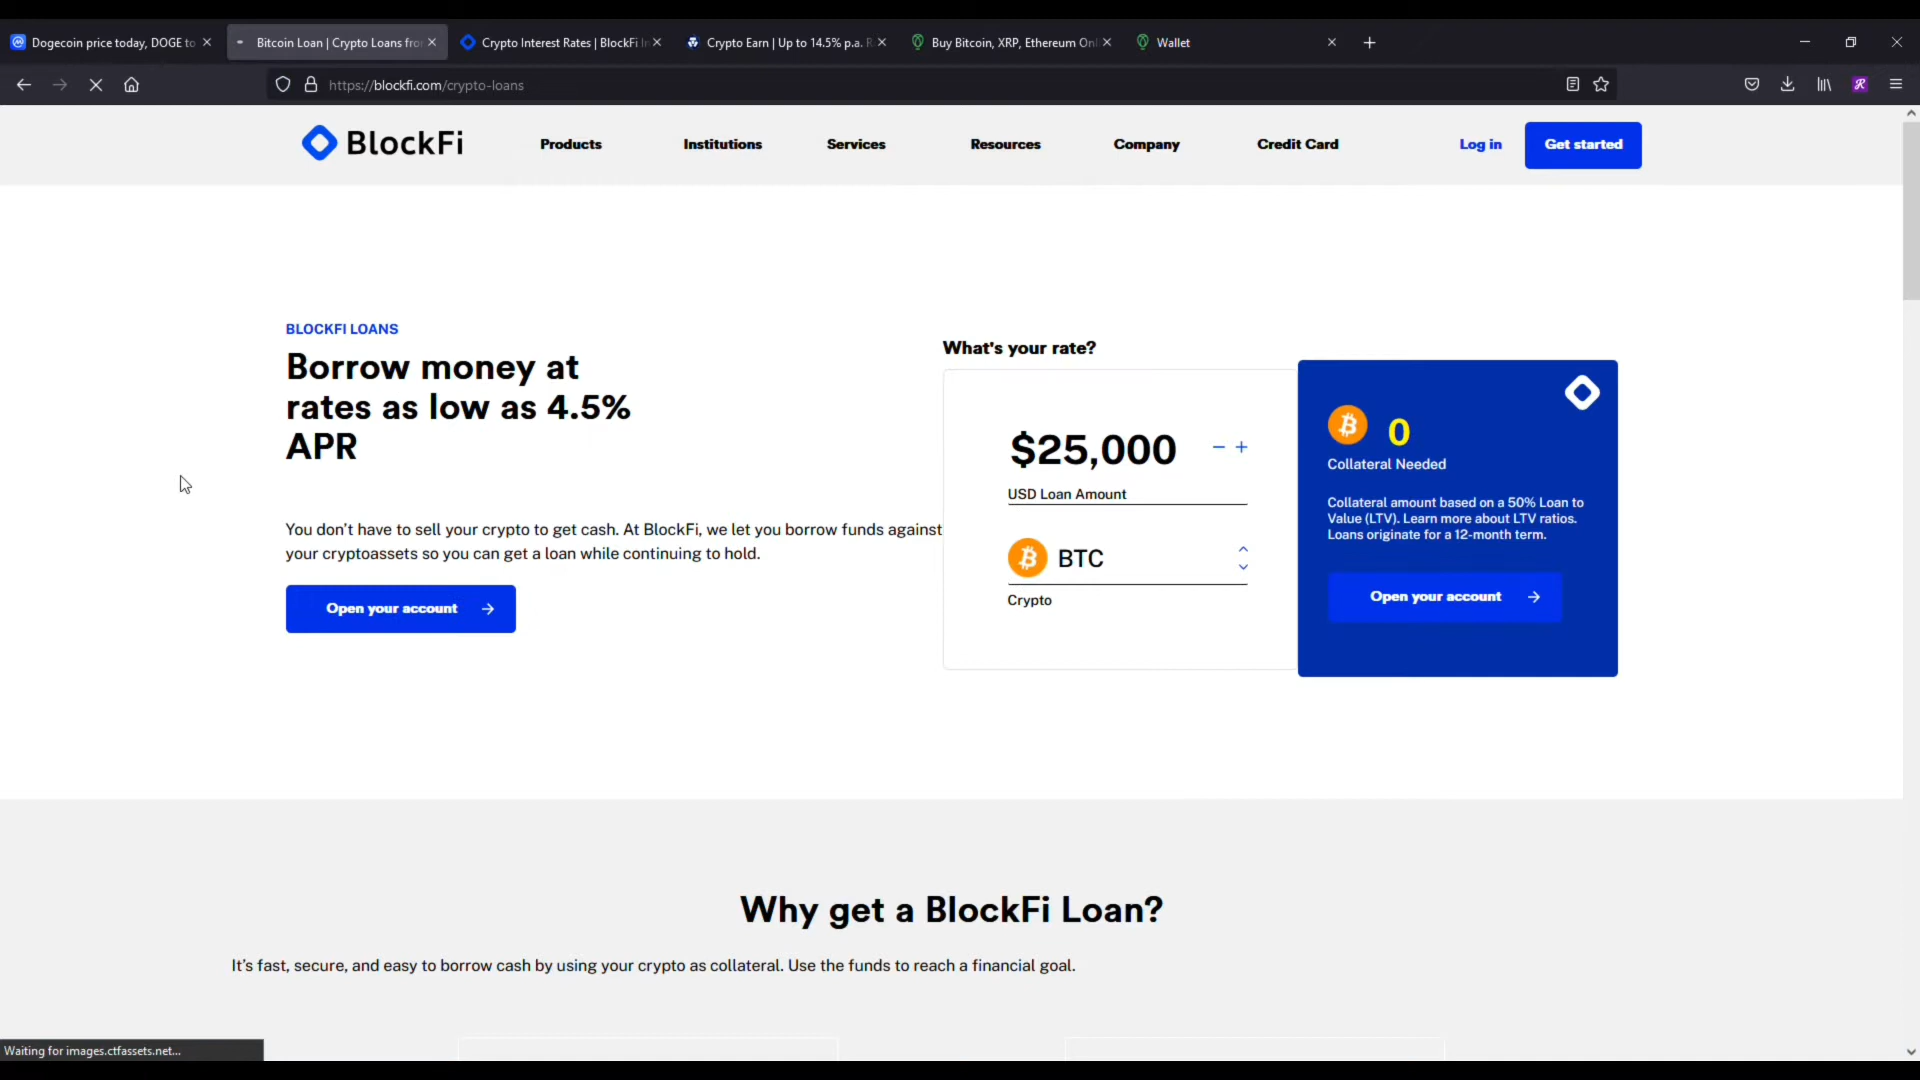 Dogecoin price today, DOGE to
Bitcoin Loan | Crypto Loans fro
Crypto Interest Rates | BlockFi In
Crypto Earn | Up to 14.5% p.a. R
Buy Bitcoin, XRP, Ethereum Onl
Wallet
https://blockfi.com/crypto-loans
BlockFi
Products
Institutions
Services
Resources
Company
Credit Card
Log in
Get started
BLOCKFI LOANS
Borrow money at
rates as low as 4.5%
APR
You don't have to sell your crypto to get cash. At BlockFi, we let you borrow funds against
your cryptoassets so you can get a loan while continuing to hold.
Open your account
What's your rate?
$25,000
USD Loan Amount
BTC
Crypto
0
Collateral Needed
Collateral amount based on a 50% Loan to
Value (LTV). Learn more about LTV ratios.
Loans originate for a 12-month term.
Open your account
Why get a BlockFi Loan?
It's fast, secure, and easy to borrow cash by using your crypto as collateral. Use the funds to reach a financial goal.
Waiting for images.ctfassets.net...